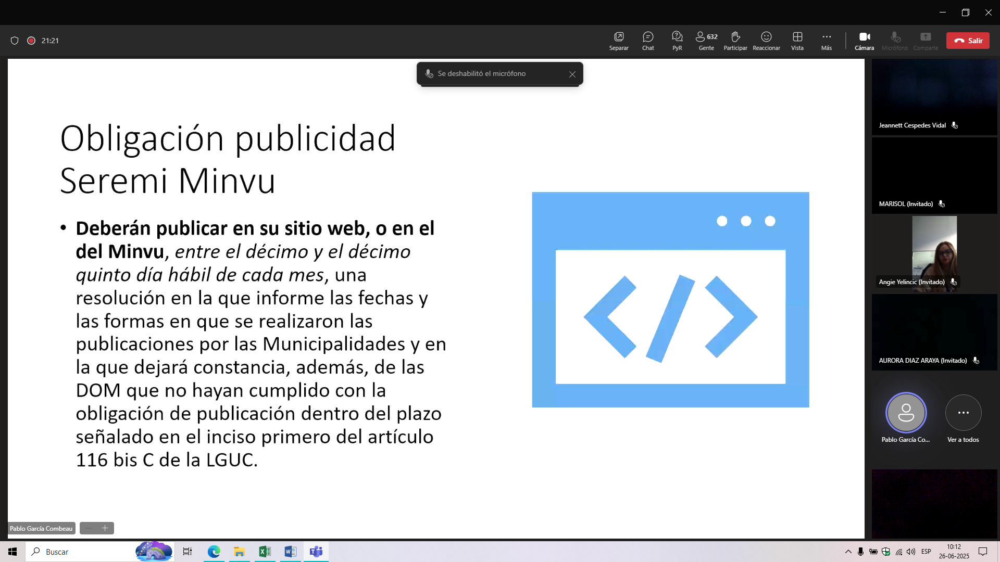 21:21
Separar
Chat
PyR
632
Gente
Participar
Reaccionar
Vista
Más
Cámara
Micrófono
Comparte
Salir
Se deshabilitó el micrófono
Obligación publicidad
Seremi Minvu
• Deberán publicar en su sitio web, o en el
del Minvu, entre el décimo y el décimo
quinto día hábil de cada mes, una
resolución en la que informe las fechas y
las formas en que se realizaron las
publicaciones por las Municipalidades y en
la que dejará constancia, además, de las
DOM que no hayan cumplido con la
obligación de publicación dentro del plazo
señalado en el inciso primero del artículo
116 bis C de la LGUC.
</>
Jeannett Cespedes Vidal
MARISOL (Invitado)
Angie Yelincic (Invitado)
AURORA DIAZ ARAYA (Invitado)
Pablo García Co...
Ver a todos
Pablo García Combeau
Buscar
ESP
10:12
26-06-2025